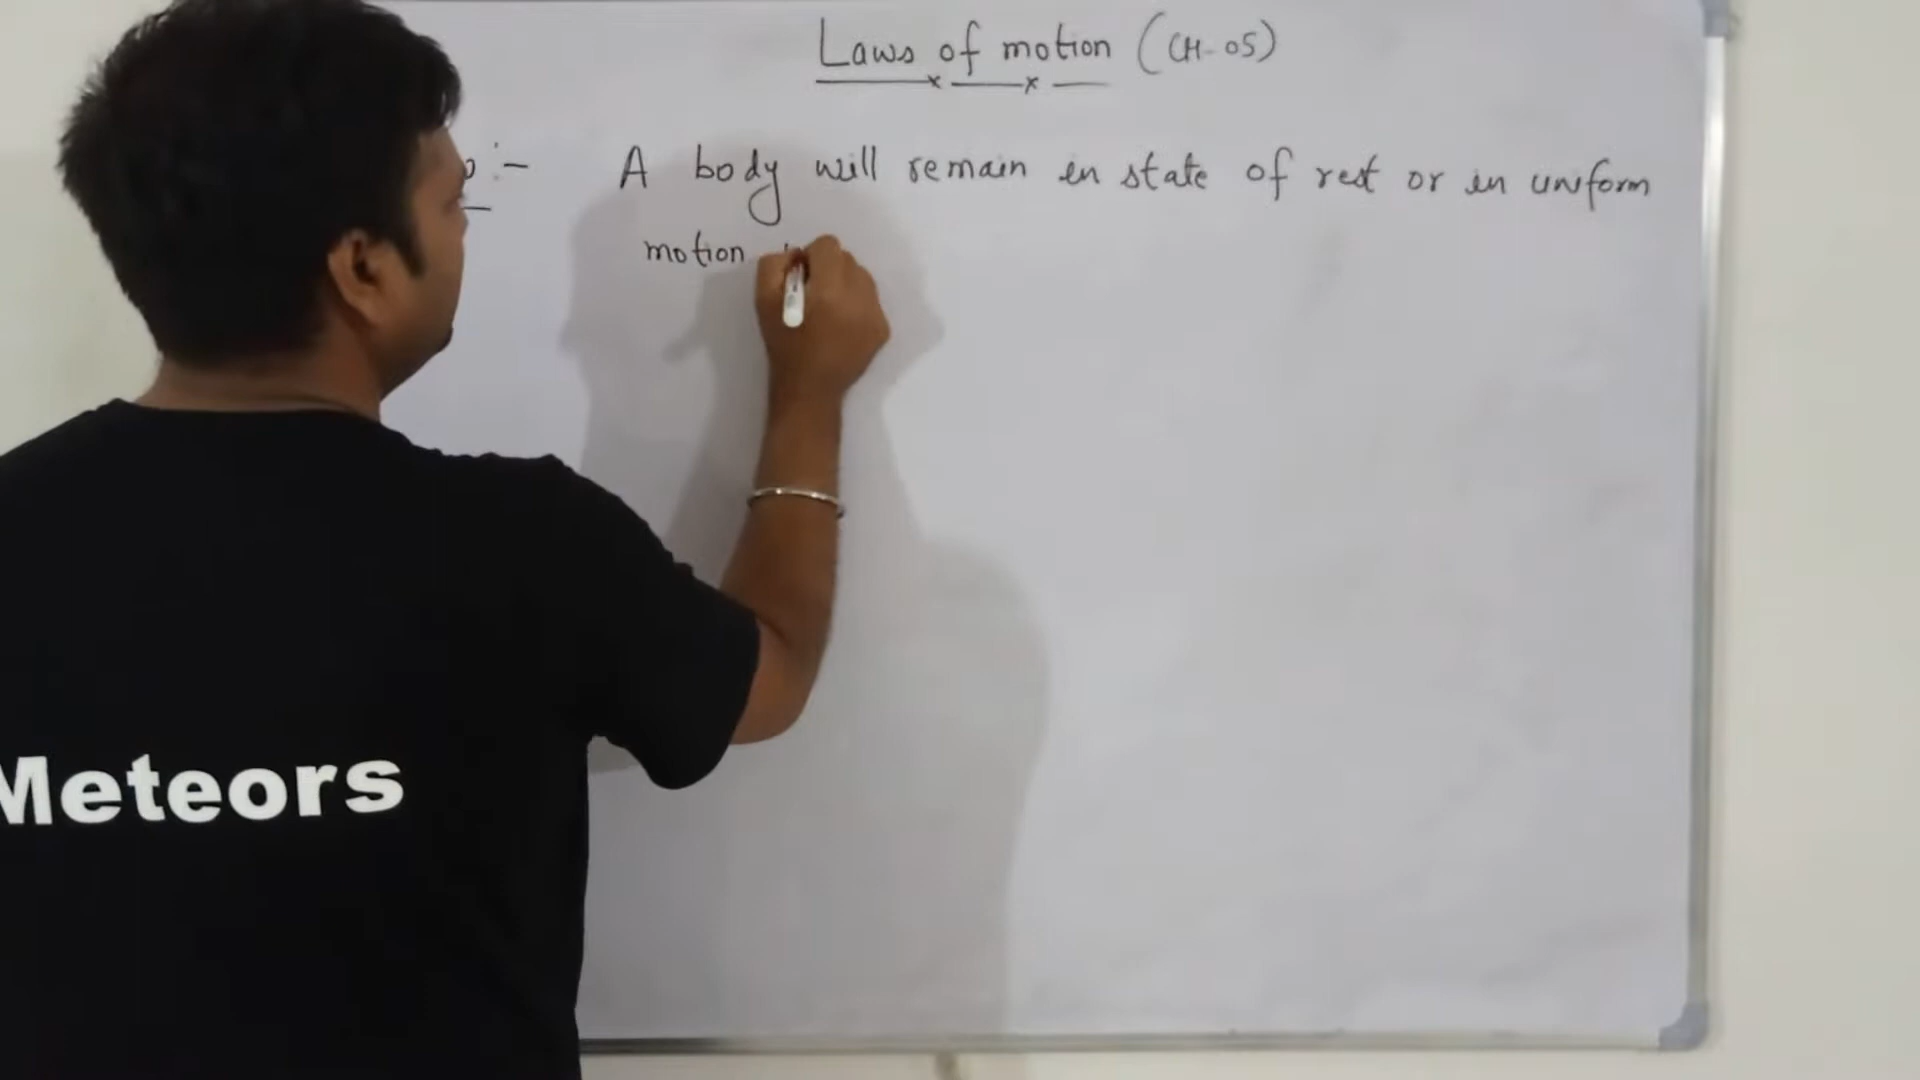 Laws of motion (CH-05)
:- A body will remain in state of rest or in uniform
motion
Meteors